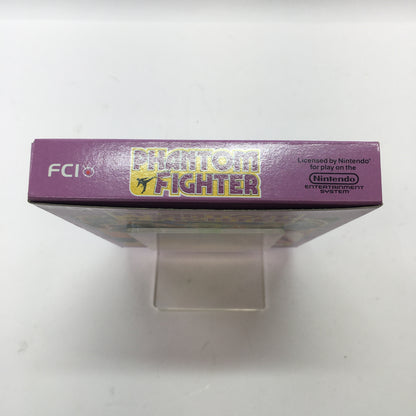 FCI
PHANTOM
FIGHTER
Licensed by Nintendo®
for play on the
Nintendo
ENTERTAINMENT
SYSTEM